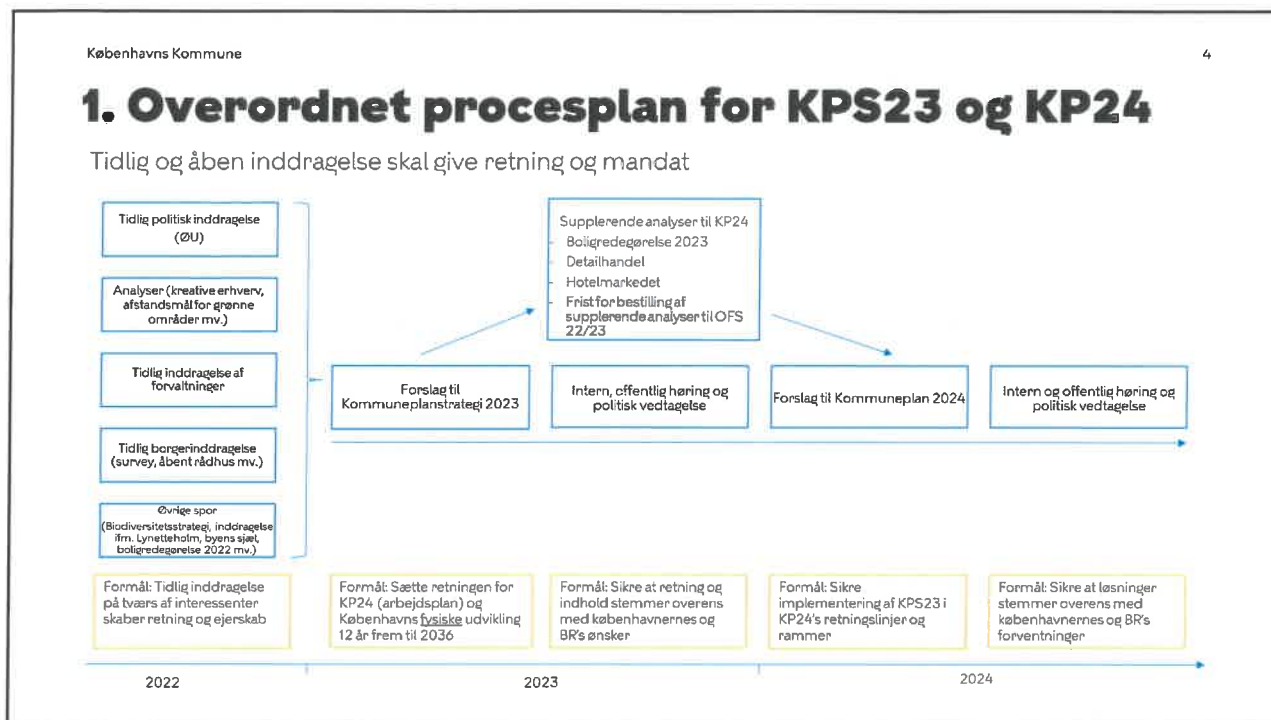 Københavns Kommune
4
1. Overordnet procesplan for KPS23 og KP24
Tidlig og åben inddragelse skal give retning og mandat
Tidlig politisk inddragelse
(ØU)
Analyser (kreative erhverv,
afstandsmål for grønne
områder mv.)
Tidlig inddragelse af
forvaltninger
Tidlig borgerinddragelse
(survey, åbent rådhus mv.)
Øvrige spor
(Biodiversitetsstrategi, inddragelse
ifm. Lynetteholm, byens sjæl,
boligredegørelse 2022 mv.)
Supplerende analyser til KP24
- Boligredegørelse 2023
- Detailhandel
- Hotelmarkedet
- Frist for bestilling af
supplerende analyser til OFS
22/23
Forslag til
Kommuneplanstrategi 2023
Intern, offentlig høring og
politisk vedtagelse
Forslag til Kommuneplan 2024
Intern og offentlig høring og
politisk vedtagelse
Formål: Tidlig inddragelse
på tværs af interessenter
skaber retning og ejerskab
Formål: Sætte retningen for
KP24 (arbejdsplan) og
Københavns fysiske udvikling
12 år frem til 2036
Formål: Sikre at retning og
indhold stemmer overens
med københavnernes og
BR's ønsker
Formål: Sikre
implementering af KPS23 i
KP24's retningslinjer og
rammer
Formål: Sikre at løsninger
stemmer overens med
københavnernes og BR's
forventninger
2022
2023
2024